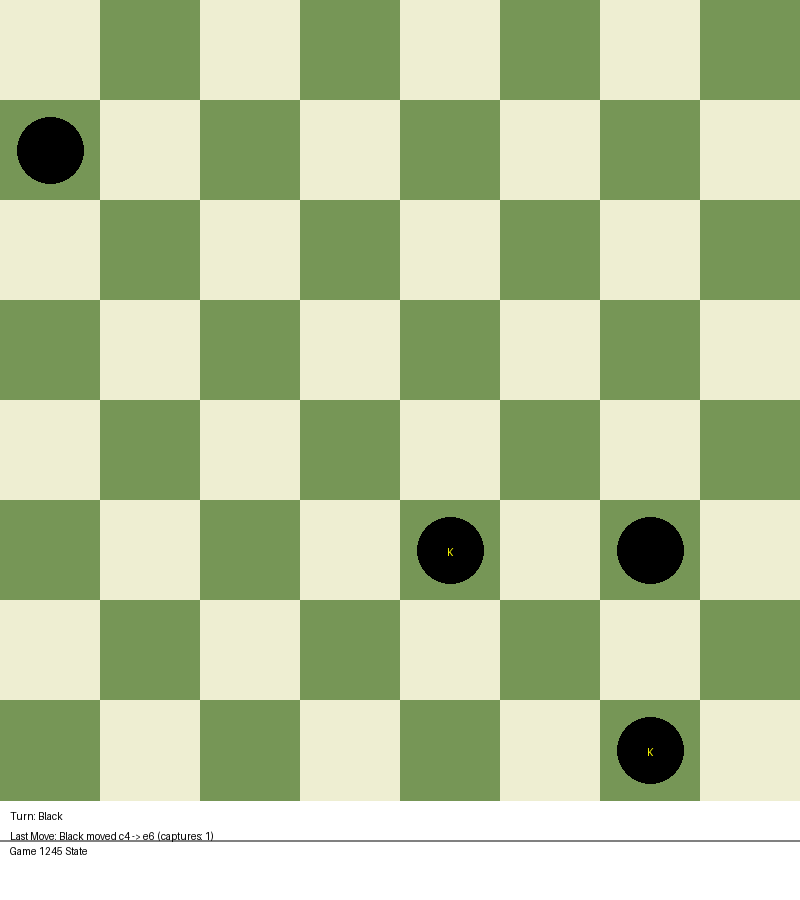 K
K
Turn: Black
Last Move: Black moved c4 -> e6 (captures: 1)
Game 1245 State